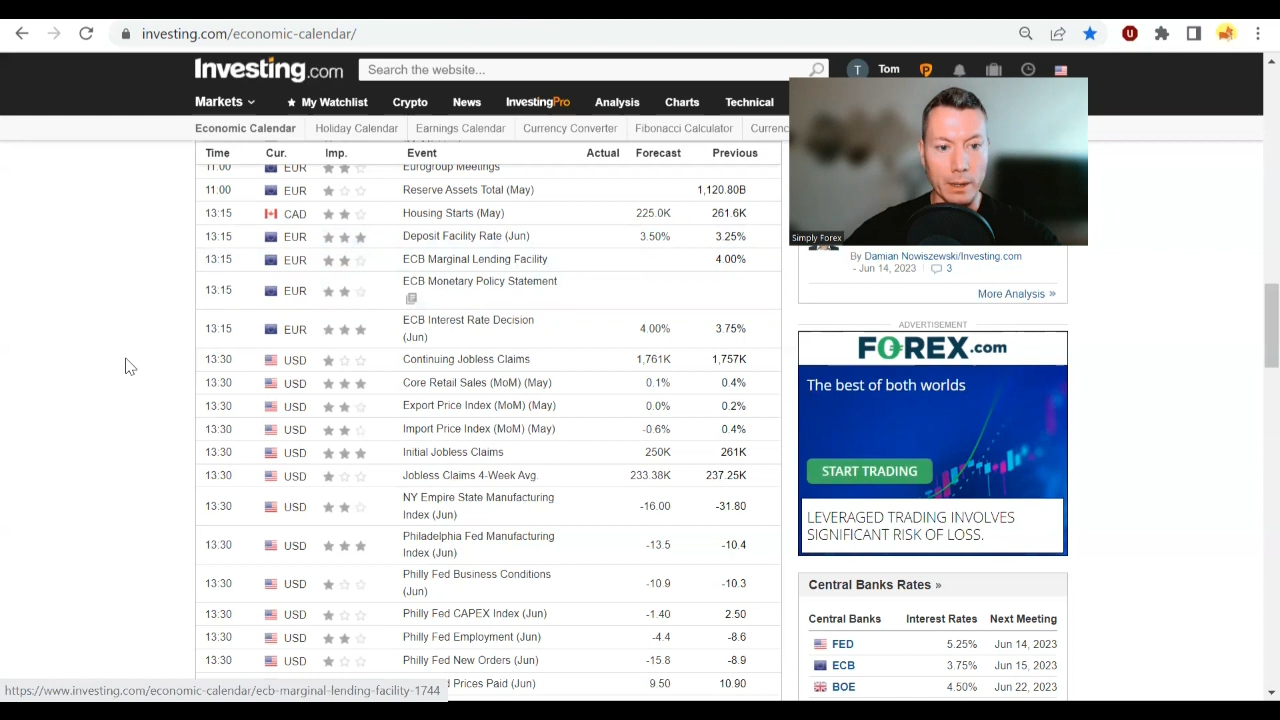 investing.com/economic-calendar/
Investing.com
Search the website...
T Tom
Markets
My Watchlist Crypto News InvestingPro Analysis Charts Technical
Economic Calendar Holiday Calendar Earnings Calendar Currency Converter Fibonacci Calculator
Time Cur. Imp. Event Actual Forecast Previous
11:00 EUR Eurogroup Meetings
11:00 EUR Reserve Assets Total (May) 1,120.80B
13:15 CAD Housing Starts (May) 225.0K 261.6K
13:15 EUR Deposit Facility Rate (Jun) 3.50% 3.25%
13:15 EUR ECB Marginal Lending Facility 4.00%
13:15 EUR ECB Monetary Policy Statement
13:15 EUR ECB Interest Rate Decision
(Jun) 4.00% 3.75%
13:30 USD Continuing Jobless Claims 1,761K 1,757K
13:30 USD Core Retail Sales (MoM) (May) 0.1% 0.4%
13:30 USD Export Price Index (MoM) (May) 0.0% 0.2%
13:30 USD Import Price Index (MoM) (May) -0.6% 0.4%
13:30 USD Initial Jobless Claims 250K 261K
13:30 USD Jobless Claims 4-Week Avg. 233.38K 237.25K
13:30 USD NY Empire State Manufacturing
Index (Jun) -16.00 -31.80
13:30 USD Philadelphia Fed Manufacturing
Index (Jun) -13.5 -10.4
13:30 USD Philly Fed Business Conditions
(Jun) -10.9 -10.3
13:30 USD Philly Fed CAPEX Index (Jun) -1.40 2.50
13:30 USD Philly Fed Employment (Jun) -4.4 -8.6
13:30 USD Philly Fed New Orders (Jun) -15.8 -8.9
Prices Paid (Jun) 9.50 10.90
https://www.investing.com/economic-calendar/ecb-marginal-lending-facility-1744
Simply Forex
By Damian Nowiszewski/Investing.com
- Jun 14, 2023 3
More Analysis »
ADVERTISEMENT
FOREX.com
The best of both worlds
START TRADING
LEVERAGED TRADING INVOLVES
SIGNIFICANT RISK OF LOSS.
Central Banks Rates »
Central Banks Interest Rates Next Meeting
FED 5.25% Jun 14, 2023
ECB 3.75% Jun 15, 2023
BOE 4.50% Jun 22, 2023